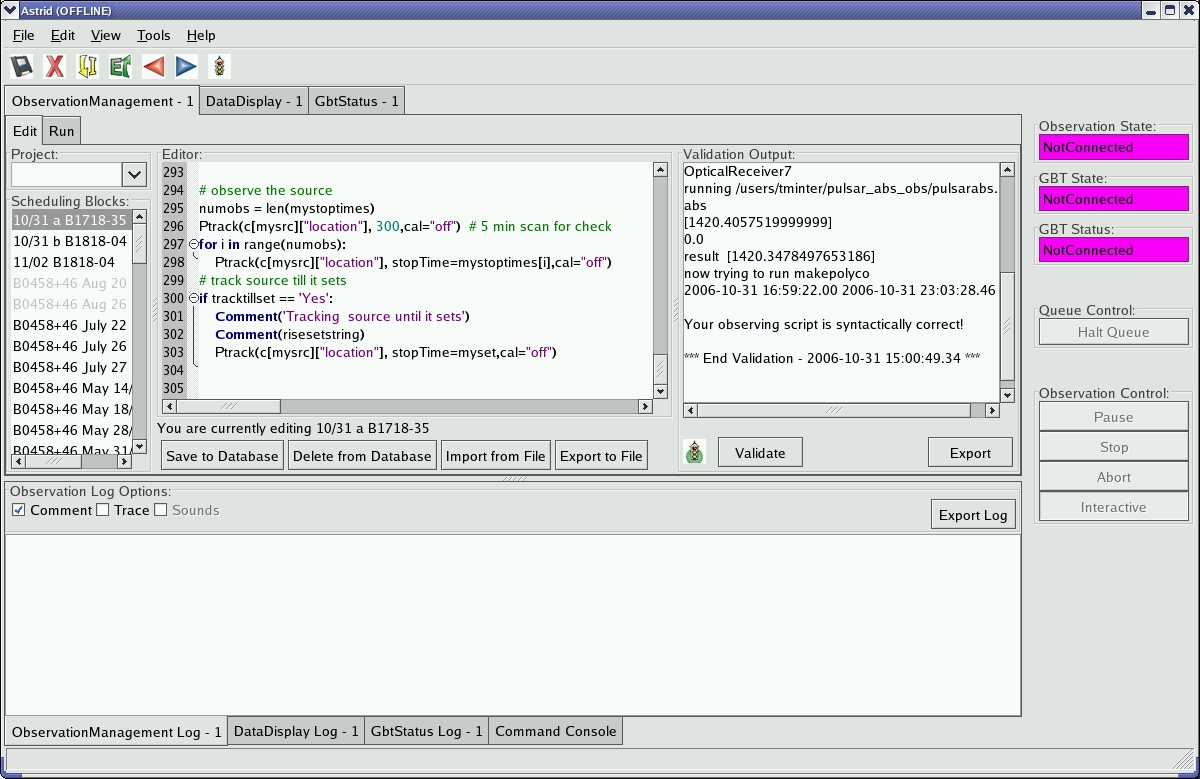 Astrid (OFFLINE)
File Edit View Tools Help
ObservationManagement - 1 DataDisplay - 1 GbtStatus - 1
Edit Run
Project:
Scheduling Blocks:
10/31 a B1718-35
10/31 b B1818-04
11/02 B1818-04
B0458+46 Aug 20
B0458+46 Aug 26
B0458+46 July 22
B0458+46 July 26
B0458+46 July 27
B0458+46 May 14/
B0458+46 May 18/
B0458+46 May 28/
B0458+46 May 31/
Editor:
293
294 # observe the source
295 numobs = len(mystoptimes)
296 Ptrack(c[mysrc]["location"], 300,cal="off")  # 5 min scan for check
297 for i in range(numobs):
298 Ptrack(c[mysrc]["location"], stopTime=mystoptimes[i],cal="off")
299 # track source till it sets
300 if tracktillset == 'Yes':
301 Comment('Tracking  source until it sets')
302 Comment(risesetstring)
303 Ptrack(c[mysrc]["location"], stopTime=myset,cal="off")
304
305
You are currently editing 10/31 a B1718-35
Save to Database Delete from Database Import from File Export to File
Validation Output:
OpticalReceiver7
running /users/tminter/pulsar_abs_obs/pulsarabs.
abs
[1420.4057519999999]
0.0
result  [1420.3478497653186]
now trying to run makepolyco
2006-10-31 16:59:22.00 2006-10-31 23:03:28.46
Your observing script is syntactically correct!
*** End Validation - 2006-10-31 15:00:49.34 ***
Validate Export
Observation State:
NotConnected
GBT State:
NotConnected
GBT Status:
NotConnected
Queue Control:
Halt Queue
Observation Control:
Pause
Stop
Abort
Interactive
Observation Log Options:
Comment Trace Sounds
Export Log
ObservationManagement Log - 1 DataDisplay Log - 1 GbtStatus Log - 1 Command Console